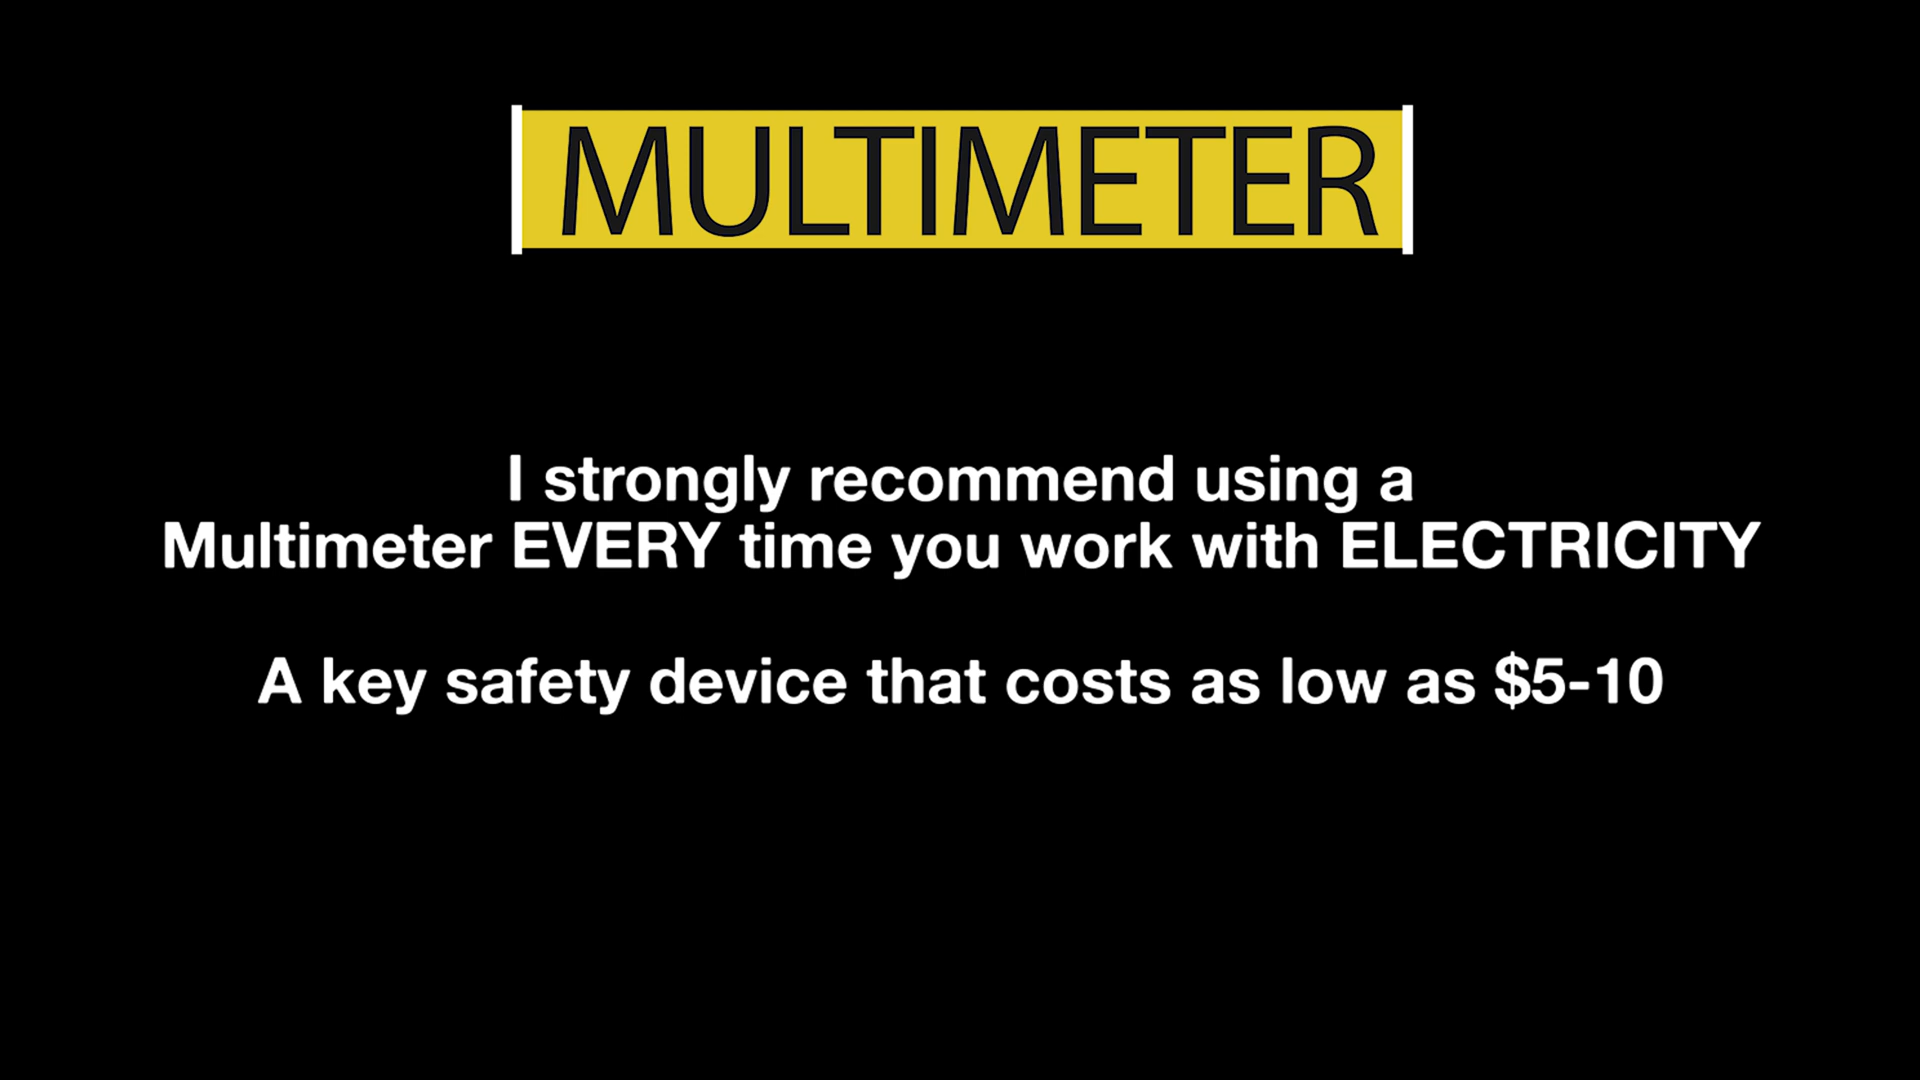 MULTIMETER
I strongly recommend using a
Multimeter EVERY time you work with ELECTRICITY
A key safety device that costs as low as $5-10